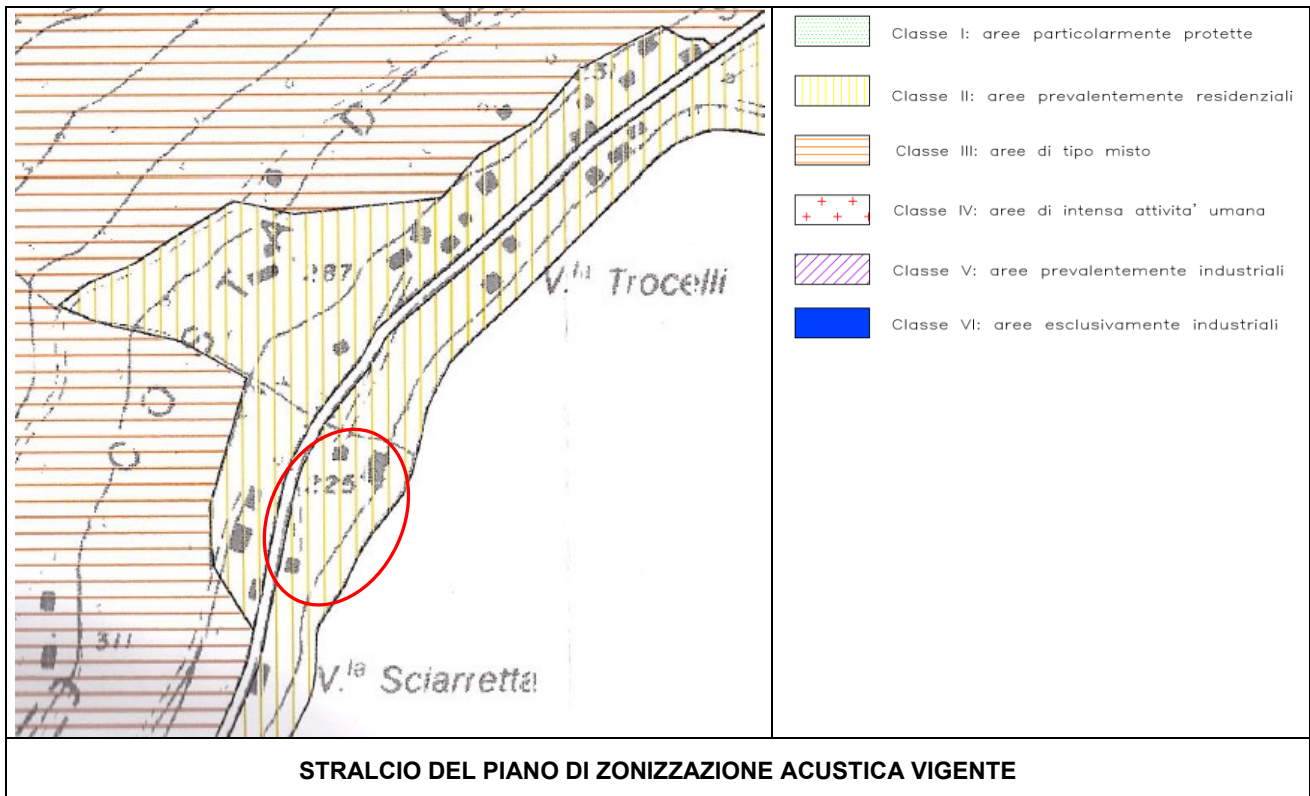 231
287
V.la Trocelli
225
311
V.la Sciarretta
C O S T A D
Classe I: aree particolarmente protette
Classe II: aree prevalentemente residenziali
Classe III: aree di tipo misto
Classe IV: aree di intensa attivita' umana
Classe V: aree prevalentemente industriali
Classe VI: aree esclusivamente industriali
STRALCIO DEL PIANO DI ZONIZZAZIONE ACUSTICA VIGENTE